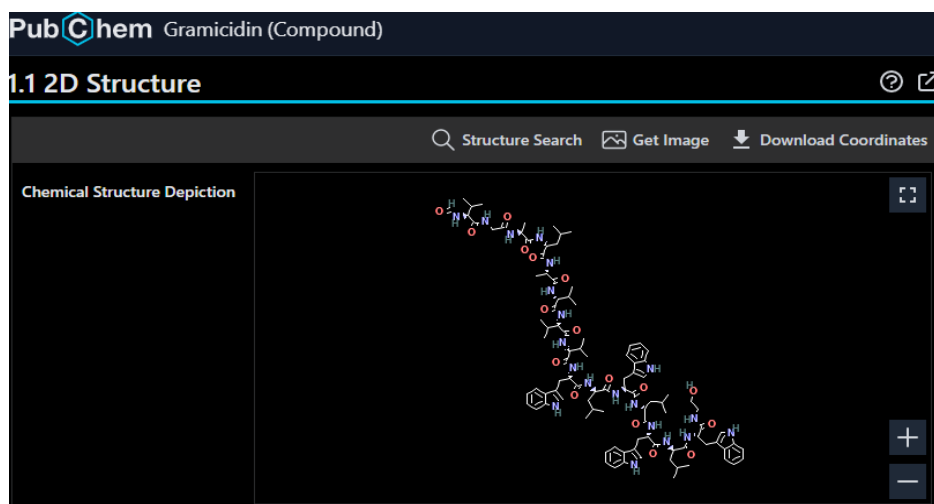 PubChem Gramicidin (Compound)
1.1 2D Structure
Structure Search Get Image Download Coordinates
Chemical Structure Depiction